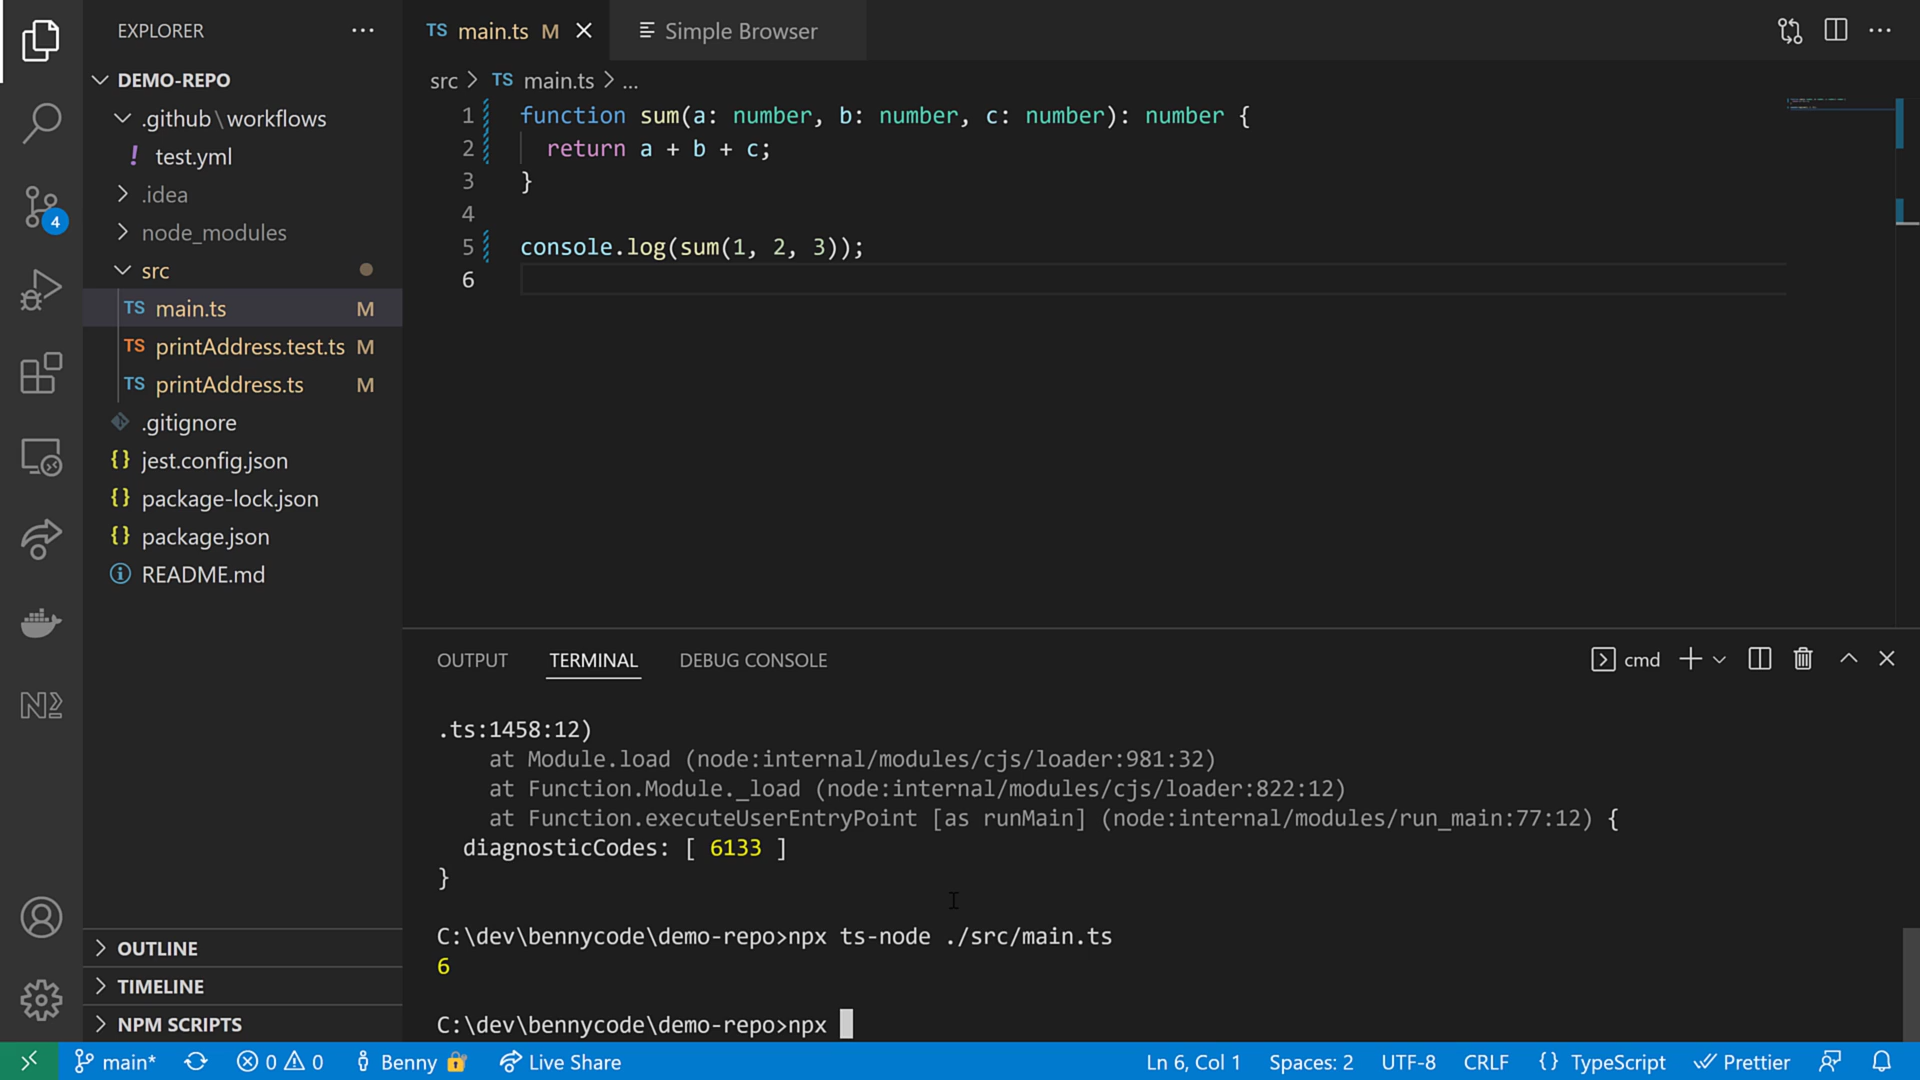 EXPLORER
DEMO-REPO
.github\workflows
! test.yml
.idea
node_modules
src
TS main.ts M
TS printAddress.test.ts M
TS printAddress.ts M
.gitignore
{} jest.config.json
{} package-lock.json
{} package.json
README.md
OUTLINE
TIMELINE
NPM SCRIPTS
4
TS main.ts M
Simple Browser
src > TS main.ts > ...
1 function sum(a: number, b: number, c: number): number {
2 return a + b + c;
3 }
4
5 console.log(sum(1, 2, 3));
6
OUTPUT TERMINAL DEBUG CONSOLE
cmd
.ts:1458:12)
at Module.load (node:internal/modules/cjs/loader:981:32)
at Function.Module._load (node:internal/modules/cjs/loader:822:12)
at Function.executeUserEntryPoint [as runMain] (node:internal/modules/run_main:77:12) {
diagnosticCodes: [ 6133 ]
}
C:\dev\bennycode\demo-repo>npx ts-node ./src/main.ts
6
C:\dev\bennycode\demo-repo>npx
main* 0 0 Benny Live Share Ln 6, Col 1 Spaces: 2 UTF-8 CRLF {} TypeScript Prettier